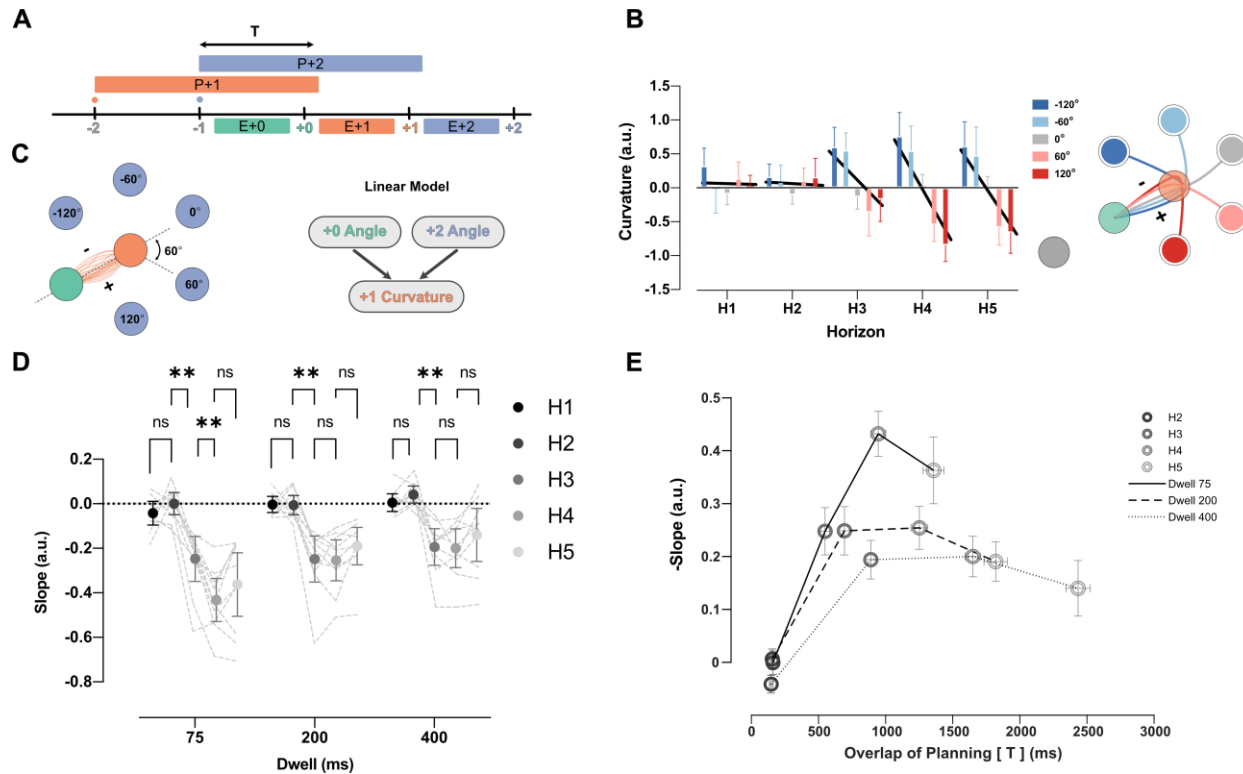 A
T
P+2
P+1
E+0
E+1
E+2
-2
-1
+0
+1
+2
B
Curvature (a.u.)
1.5
1.0
0.5
0.0
-0.5
-1.0
-1.5
H1
H2
H3
H4
H5
Horizon
-120°
-60°
0°
60°
120°
-
+
C
-60°
-120°
0°
60°
60°
120°
-
+
Linear Model
+0 Angle
+2 Angle
+1 Curvature
D
** ns ** ns ** ns
ns ** ns ns ns ns
Slope (a.u.)
0.2
0.0
-0.2
-0.4
-0.6
-0.8
75
200
400
Dwell (ms)
H1
H2
H3
H4
H5
E
-Slope (a.u.)
0.5
0.4
0.3
0.2
0.1
0
0
500
1000
1500
2000
2500
3000
Overlap of Planning [ T ] (ms)
H2
H3
H4
H5
Dwell 75
Dwell 200
Dwell 400